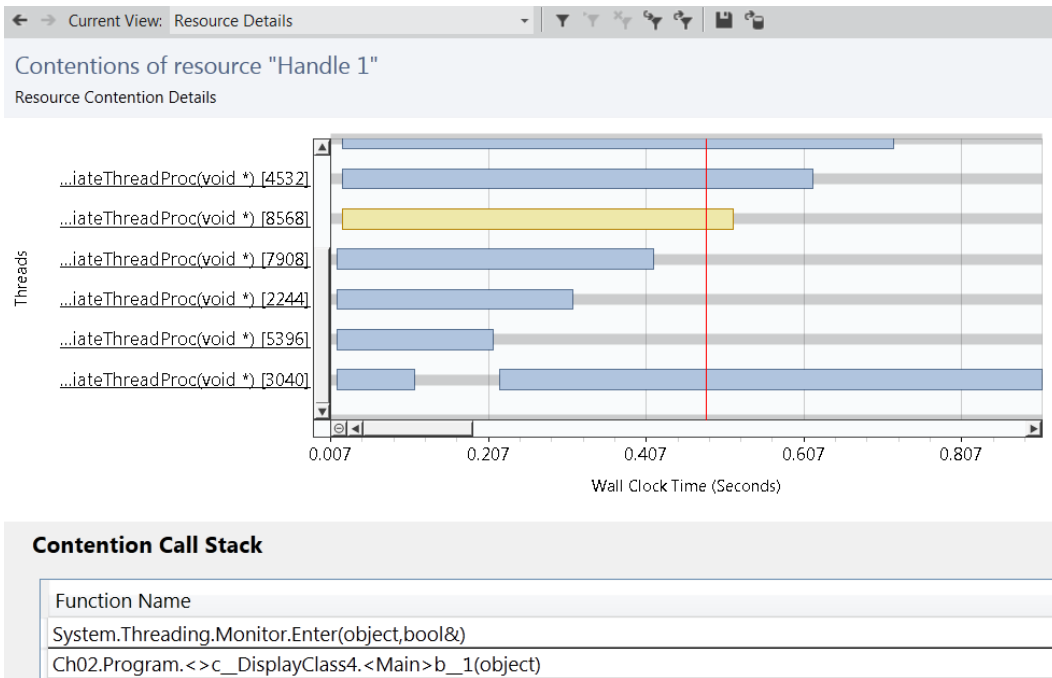 Current View: Resource Details
Contentions of resource "Handle 1"
Resource Contention Details
Threads
...iateThreadProc(void *) [4532]
...iateThreadProc(void *) [8568]
...iateThreadProc(void *) [7908]
...iateThreadProc(void *) [2244]
...iateThreadProc(void *) [5396]
...iateThreadProc(void *) [3040]
0.007 0.207 0.407 0.607 0.807
Wall Clock Time (Seconds)
Contention Call Stack
Function Name
System.Threading.Monitor.Enter(object,bool&)
Ch02.Program.<>c__DisplayClass4.<Main>b__1(object)